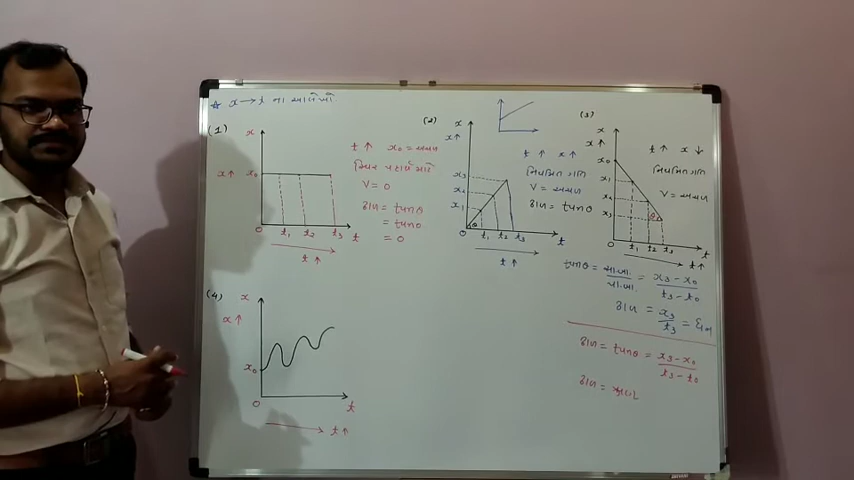 ☆ x → t ના આલેખો.
(1)
x
x↑
x₀
0
t₁ t₂ t₃ t
t↑
t↑ x₀ = અચળ
સ્થિર પદાર્થ માટે
V = 0
ઢાળ = tanθ
= tan0
= 0
(2)
x
x↑
x₃
x₂
x₁
0
θ
t₁ t₂ t₃
t
t↑
t↑ x↑
નિયમિત ગતિ
V = અચળ
ઢાળ = tanθ
(3)
x
x↑
x₀
x₁
x₂
x₃
θ
0
t₁ t₂ t₃
t
t↑
t↑ x↓
નિયમિત ગતિ
V = અચળ
tanθ = સા.બા. / પા.બા. = x₃ - x₀ / t₃ - t₀
ઢાળ = x₃ / t₃ =
ઢાળ = tanθ = x₃ - x₀ / t₃ - t₀
ઢાળ =
(4)
x
x↑
x₀
0
t
t↑